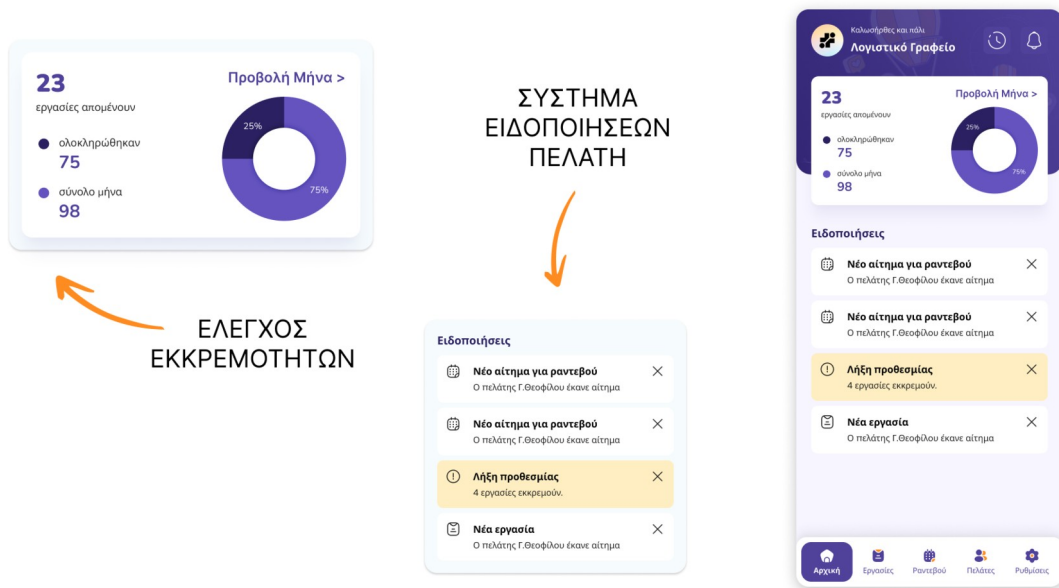 23
εργασίες απομένουν
Προβολή Μήνα >
ολοκληρώθηκαν
75
σύνολο μήνα
98
25%
75%
ΕΛΕΓΧΟΣ
ΕΚΚΡΕΜΟΤΗΤΩΝ
ΣΥΣΤΗΜΑ
ΕΙΔΟΠΟΙΗΣΕΩΝ
ΠΕΛΑΤΗ
Ειδοποιήσεις
Νέο αίτημα για ραντεβού
Ο πελάτης Γ.Θεοφίλου έκανε αίτημα
Νέο αίτημα για ραντεβού
Ο πελάτης Γ.Θεοφίλου έκανε αίτημα
Λήξη προθεσμίας
4 εργασίες εκκρεμούν.
Νέα εργασία
Ο πελάτης Γ.Θεοφίλου έκανε αίτημα
Καλωσήρθες και πάλι
Λογιστικό Γραφείο
23
εργασίες απομένουν
Προβολή Μήνα >
ολοκληρώθηκαν
75
σύνολο μήνα
98
25%
75%
Ειδοποιήσεις
Νέο αίτημα για ραντεβού
Ο πελάτης Γ.Θεοφίλου έκανε αίτημα
Νέο αίτημα για ραντεβού
Ο πελάτης Γ.Θεοφίλου έκανε αίτημα
Λήξη προθεσμίας
4 εργασίες εκκρεμούν.
Νέα εργασία
Ο πελάτης Γ.Θεοφίλου έκανε αίτημα
Αρχική Εργασίες Ραντεβού Πελάτες Ρυθμίσεις